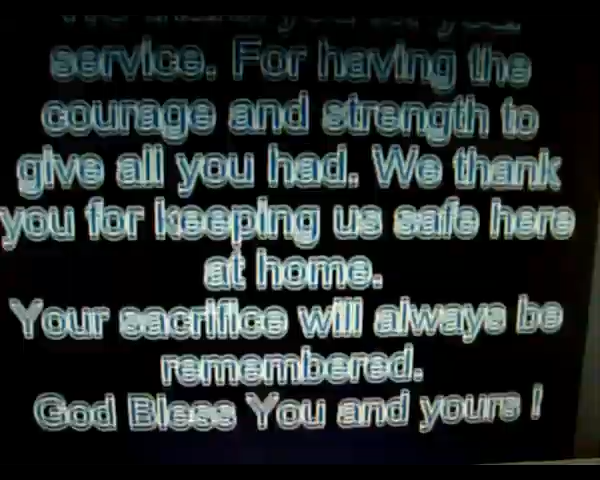 you
service. For having the
courage and strength to
give all you had. We thank
you for keeping us safe here
at home.
Your sacrifice will always be
remembered.
God Bless You and yours !